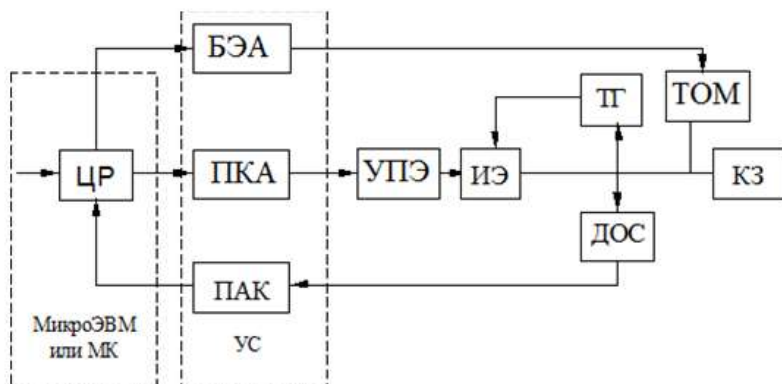 БЭА
ТГ
ТОМ
ЦР
ПКА
УПЭ
ИЭ
КЗ
ДОС
ПАК
МикроЭВМ
или МК
УС